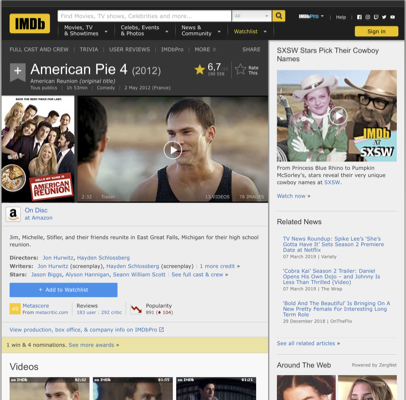 IMDb
Find Movies, TV shows, Celebrities and more...
All
Movies, TV & Showtimes
Celebs, Events & Photos
News & Community
Watchlist
IMDbPro
Help
Sign in
FULL CAST AND CREW | TRIVIA | USER REVIEWS | IMDbPro | MORE
SHARE
American Pie 4 (2012)
American Reunion (original title)
Tous publics | 1h 53min | Comedy | 2 May 2012 (France)
6,7
Rate This
AMERICAN REUNION
2:32 Trailer
13 VIDEOS
78 IMAGES
On Disc
at Amazon
Jim, Michelle, Stifler, and their friends reunite in East Great Falls, Michigan for their high school reunion.
Directors: Jon Hurwitz, Hayden Schlossberg
Writers: Jon Hurwitz (screenplay), Hayden Schlossberg (screenplay) | 1 more credit »
Stars: Jason Biggs, Alyson Hannigan, Seann William Scott | See full cast & crew »
+ Add to Watchlist
Metascore
From metacritic.com
Reviews
183 user | 292 critic
Popularity
991 (104)
View production, box office, & company info on IMDbPro
1 win & 4 nominations. See more awards »
Videos
SXSW Stars Pick Their Cowboy Names
IMDb AT SXSW
From Princess Blue Rhino to Pumpkin McSorley's, stars reveal their very unique cowboy names at SXSW.
Watch now »
Related News
TV News Roundup: Spike Lee's 'She's Gotta Have It' Sets Season 2 Premiere Date at Netflix
07 March 2019 | Variety
'Cobra Kai' Season 2 Trailer: Daniel Opens His Own Dojo – and Johnny Is Less Than Thrilled (Video)
07 March 2019 | The Wrap
'Bold And The Beautiful' Is Bringing On A New Pretty Female For Interesting Long Term Role
29 December 2018 | OnTheFlix
See all related articles »
Around The Web
Powered by ZergNet